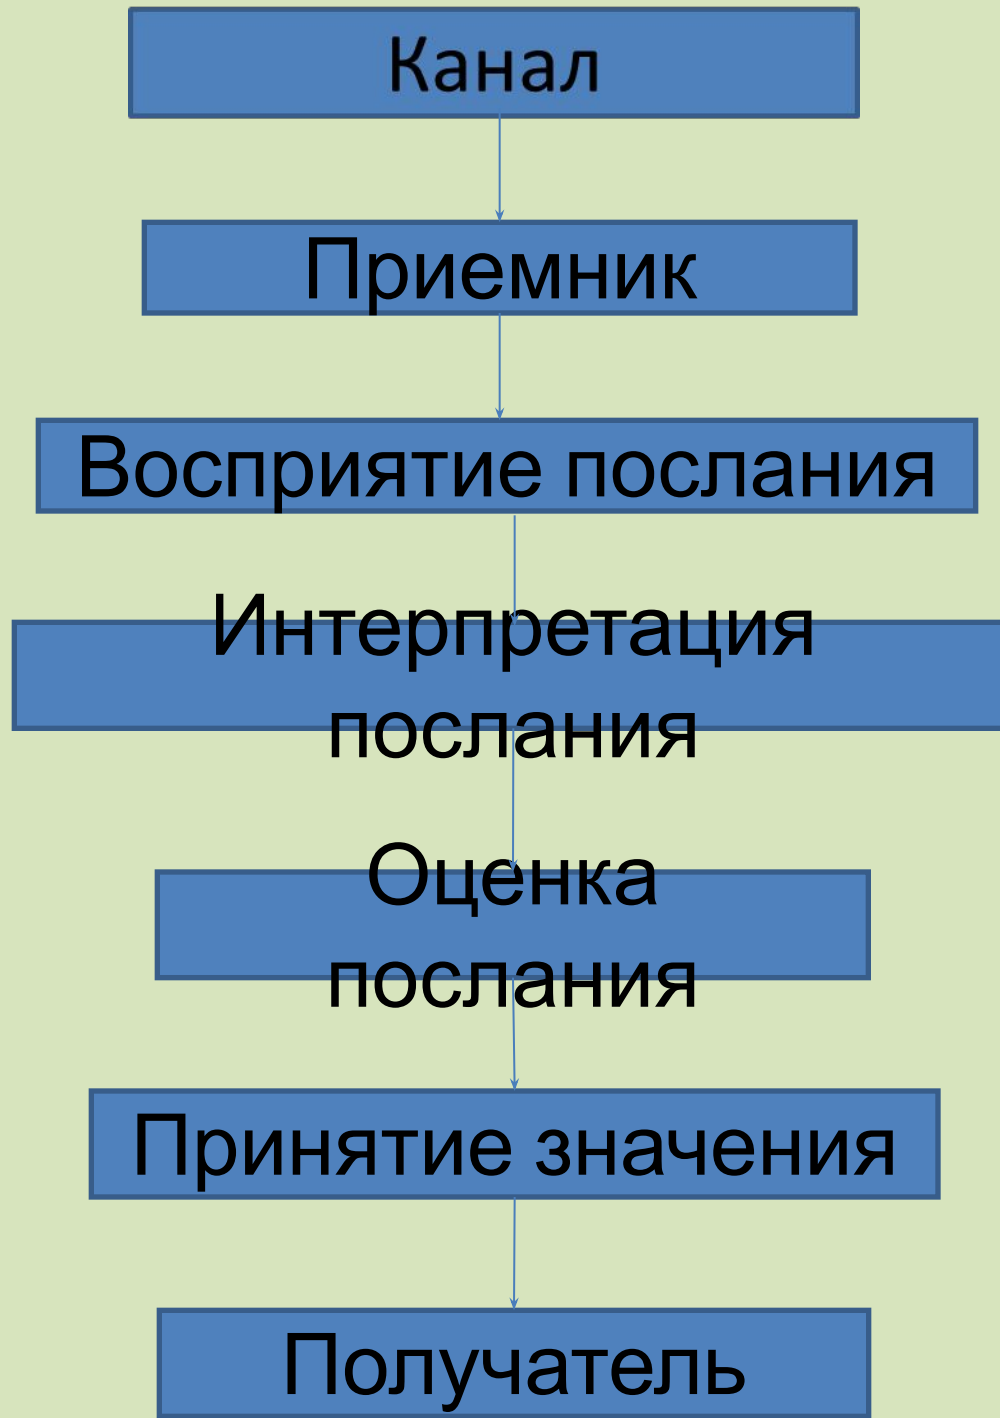 Канал
Приемник
Восприятие послания
Интерпретация
послания
Оценка
послания
Принятие значения
Получатель